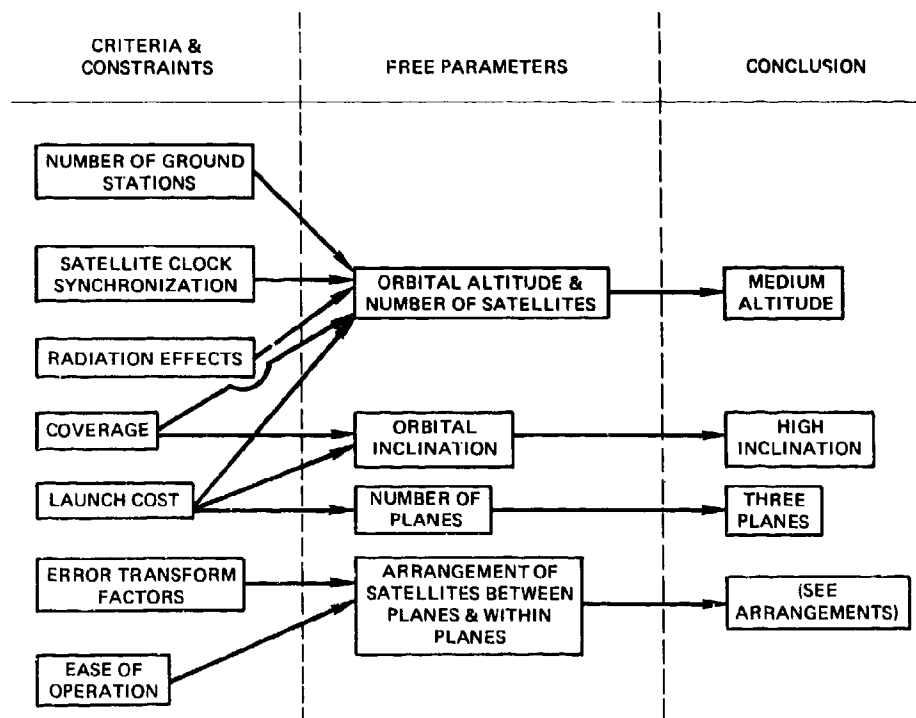 CRITERIA &
CONSTRAINTS
FREE PARAMETERS
CONCLUSION
NUMBER OF GROUND
STATIONS
SATELLITE CLOCK
SYNCHRONIZATION
RADIATION EFFECTS
COVERAGE
LAUNCH COST
ERROR TRANSFORM
FACTORS
EASE OF
OPERATION
ORBITAL ALTITUDE &
NUMBER OF SATELLITES
ORBITAL
INCLINATION
NUMBER OF
PLANES
ARRANGEMENT OF
SATELLITES BETWEEN
PLANES & WITHIN
PLANES
MEDIUM
ALTITUDE
HIGH
INCLINATION
THREE
PLANES
(SEE
ARRANGEMENTS)